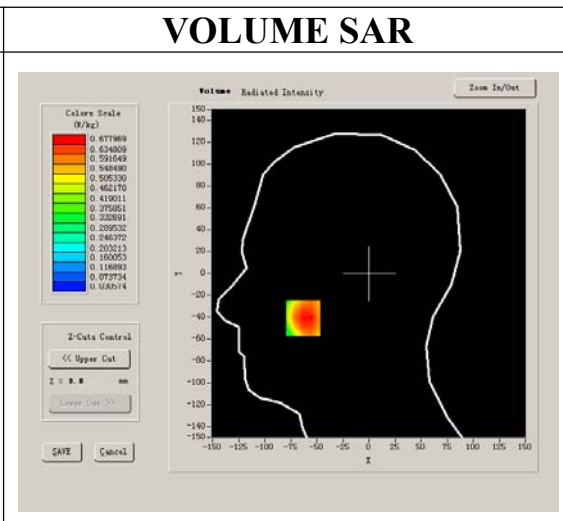 VOLUME SAR
Volume Radiated Intensity
Zoom In/Out
Colors Scale
(W/kg)
0.677969
0.634809
0.591649
0.548490
0.505330
0.462170
0.419011
0.375851
0.332691
0.289532
0.246372
0.203213
0.160053
0.116893
0.073734
0.030574
Z-Cuts Control
<< Upper Cut
mm
Lower Cut >>
SAVE
Cancel
150
140
120
100
80
60
40
20
0
-20
-40
-60
-80
-100
-120
-140
-150
Y
-150 -125 -100 -75 -50 -25 0 25 50 75 100 125 150
X